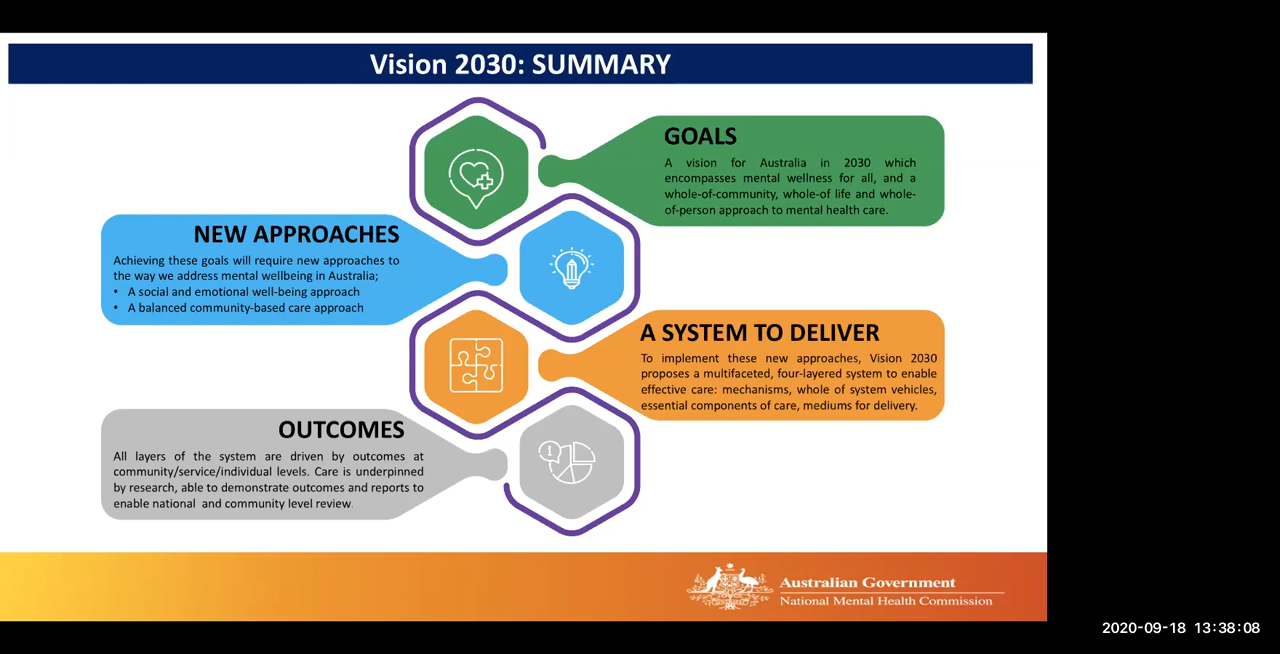 Vision 2030: SUMMARY
GOALS
A vision for Australia in 2030 which
encompasses mental wellness for all, and a
whole-of-community, whole-of life and whole-
of-person approach to mental health care.
NEW APPROACHES
Achieving these goals will require new approaches to
the way we address mental wellbeing in Australia;
• A social and emotional well-being approach
• A balanced community-based care approach
A SYSTEM TO DELIVER
To implement these new approaches, Vision 2030
proposes a multifaceted, four-layered system to enable
effective care: mechanisms, whole of system vehicles,
essential components of care, mediums for delivery.
OUTCOMES
All layers of the system are driven by outcomes at
community/service/individual levels. Care is underpinned
by research, able to demonstrate outcomes and reports to
enable national and community level review.
Australian Government
National Mental Health Commission
2020-09-18 13:38:08